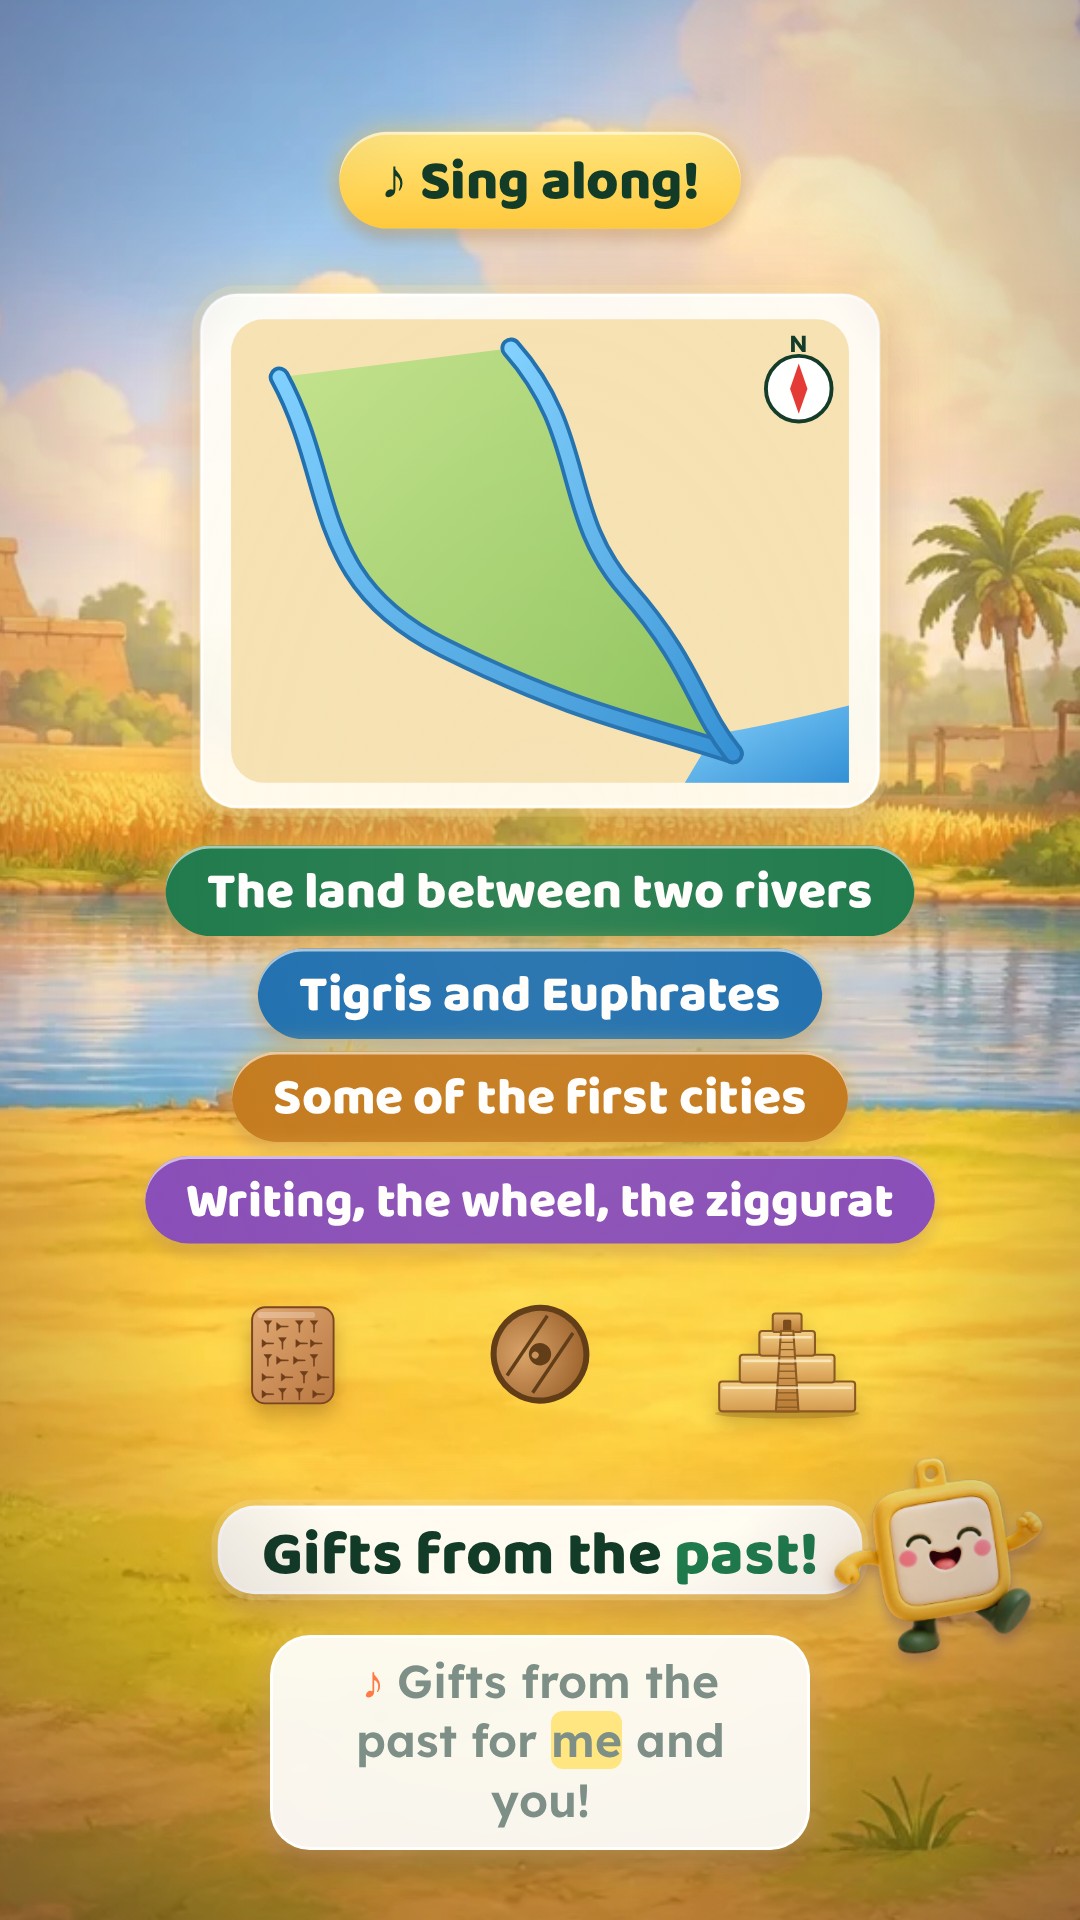 ♪ Sing along!
N
The land between two rivers
Tigris and Euphrates
Some of the first cities
Writing, the wheel, the ziggurat
Gifts from the past!
♪ Gifts from the
past for me and
you!